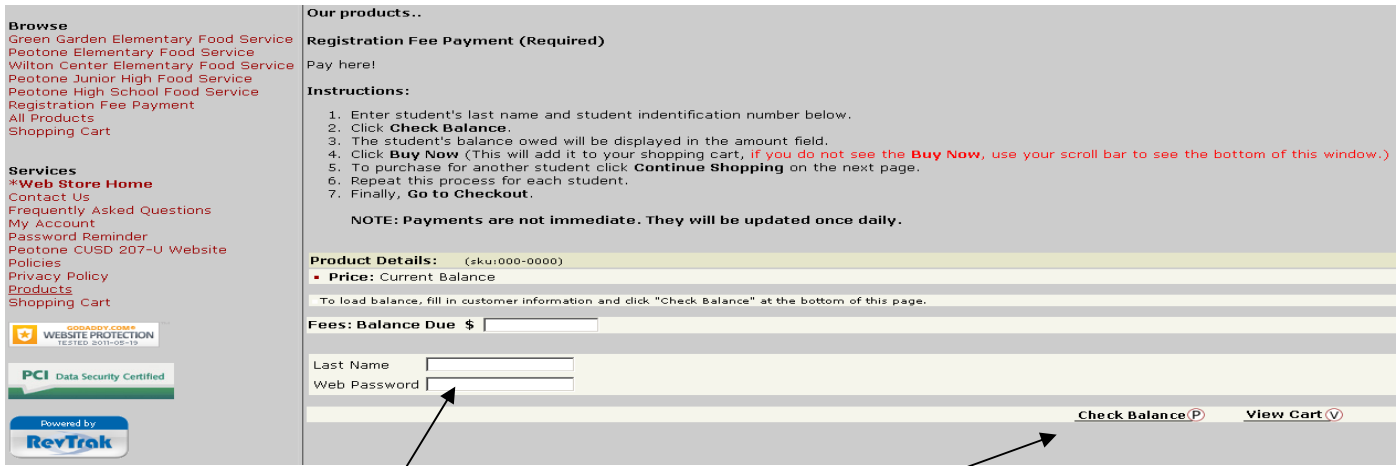 Browse
Green Garden Elementary Food Service
Peotone Elementary Food Service
Wilton Center Elementary Food Service
Peotone Junior High Food Service
Peotone High School Food Service
Registration Fee Payment
All Products
Shopping Cart
Services
*Web Store Home
Contact Us
Frequently Asked Questions
My Account
Password Reminder
Peotone CUSD 207-U Website
Policies
Privacy Policy
Products
Shopping Cart
GODADDY.COM®
WEBSITE PROTECTION
TESTED 2011-05-19
PCI Data Security Certified
Powered by
RevTrak
Our products..
Registration Fee Payment (Required)
Pay here!
Instructions:
1. Enter student's last name and student indentification number below.
2. Click Check Balance.
3. The student's balance owed will be displayed in the amount field.
4. Click Buy Now (This will add it to your shopping cart, if you do not see the Buy Now, use your scroll bar to see the bottom of this window.)
5. To purchase for another student click Continue Shopping on the next page.
6. Repeat this process for each student.
7. Finally, Go to Checkout.
NOTE: Payments are not immediate. They will be updated once daily.
Product Details: (sku:000-0000)
Price: Current Balance
To load balance, fill in customer information and click "Check Balance" at the bottom of this page.
Fees: Balance Due $
Last Name
Web Password
Check Balance P View Cart V